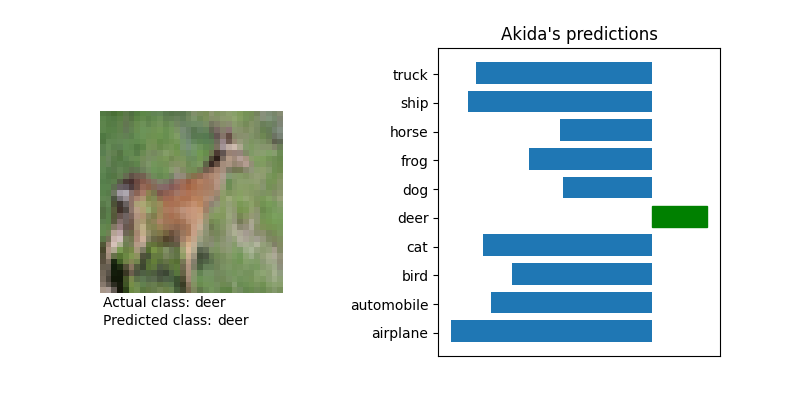 Akida's predictions
truck
ship
horse
frog
dog
deer
cat
bird
automobile
airplane
Actual class: deer
Predicted class: deer